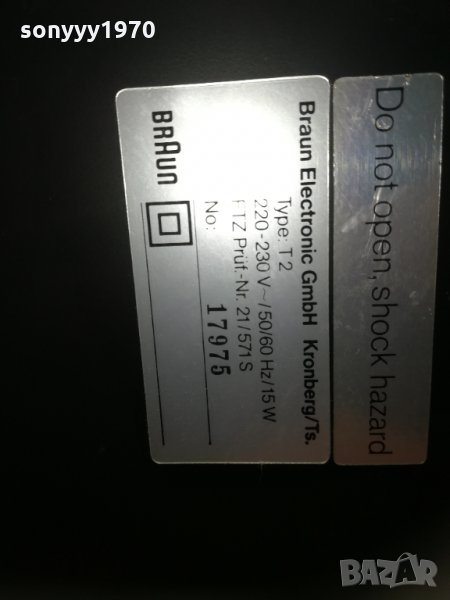 sonyyy1970
Do not open, shock hazard
Braun Electronic GmbH Kronberg/Ts.
Type: T 2
220-230 V~/50/60 Hz/15 W
FTZ Prüf.-Nr. 21/571 S
No: 17975
BRAUN
BAZAR